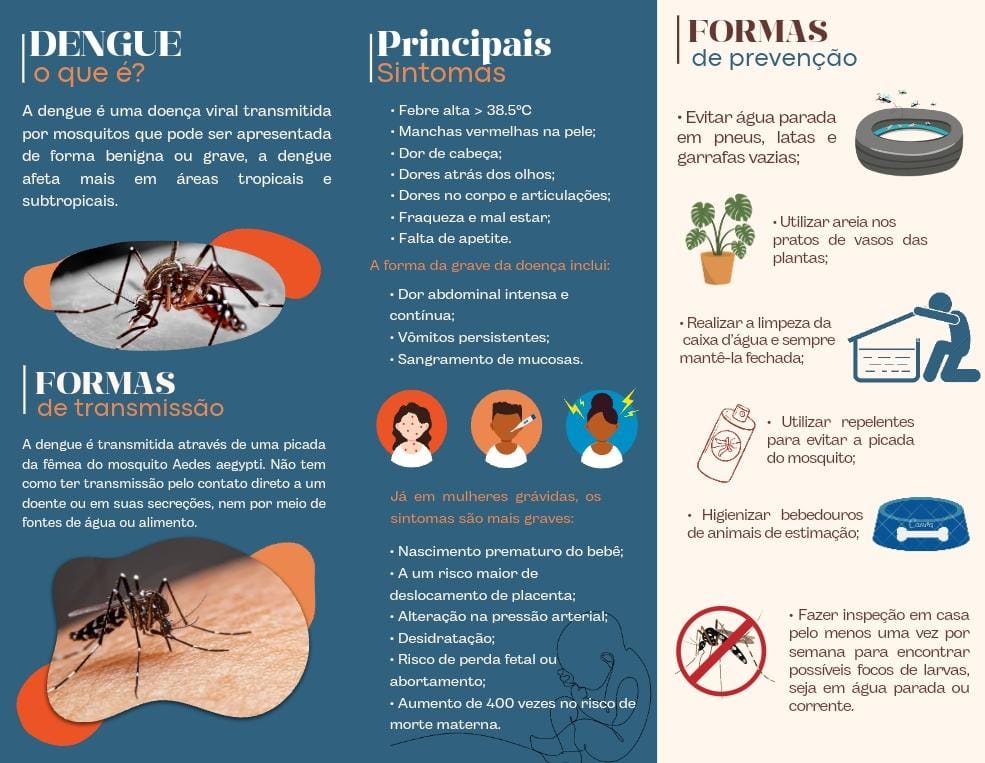 DENGUE
o que é?
A dengue é uma doença viral transmitida
por mosquitos que pode ser apresentada
de forma benigna ou grave, a dengue
afeta mais em áreas tropicais e
subtropicais.
FORMAS
de transmissão
A dengue é transmitida através de uma picada
da fêmea do mosquito Aedes aegypti. Não tem
como ter transmissão pelo contato direto a um
doente ou em suas secreções, nem por meio de
fontes de água ou alimento.
Principais
Sintomas
• Febre alta > 38.5°C
• Manchas vermelhas na pele;
• Dor de cabeça;
• Dores atrás dos olhos;
• Dores no corpo e articulações;
• Fraqueza e mal estar;
• Falta de apetite.
A forma da grave da doença inclui:
• Dor abdominal intensa e
contínua;
• Vômitos persistentes;
• Sangramento de mucosas.
Já em mulheres grávidas, os
sintomas são mais graves:
• Nascimento prematuro do bebê;
• A um risco maior de
deslocamento de placenta;
• Alteração na pressão arterial;
• Desidratação;
• Risco de perda fetal ou
abortamento;
• Aumento de 400 vezes no risco de
morte materna.
FORMAS
de prevenção
• Evitar água parada
em pneus, latas e
garrafas vazias;
• Utilizar areia nos
pratos de vasos das
plantas;
• Realizar a limpeza da
caixa d'água e sempre
mantê-la fechada;
• Utilizar repelentes
para evitar a picada
do mosquito;
• Higienizar bebedouros
de animais de estimação;
Canva
• Fazer inspeção em casa
pelo menos uma vez por
semana para encontrar
possíveis focos de larvas,
seja em água parada ou
corrente.